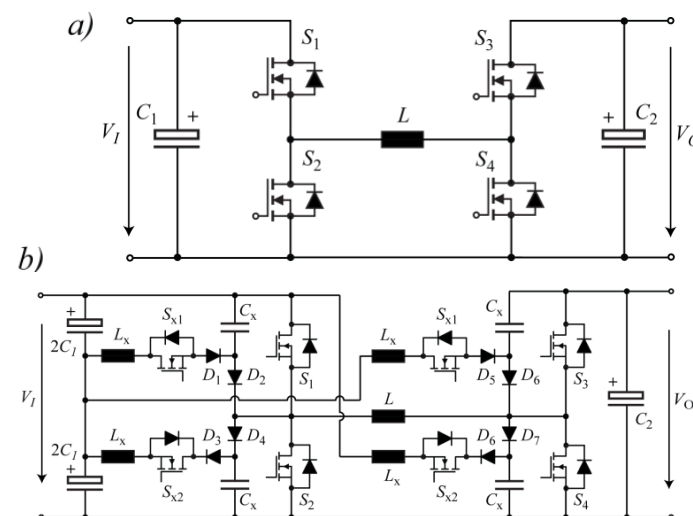 a)
S1
S3
C1 +
L
+ C2
VI
VO
S2
S4
b)
+
Sx1
Cx
Sx1
Cx
2CI
Lx
S1
Lx
S3
D1 D2
D5 D6
+
VI
L
VO
C2
2CI
Lx
D3 D4
D6 D7
+
Sx2
Cx
S2
Lx
Sx2
Cx
S4